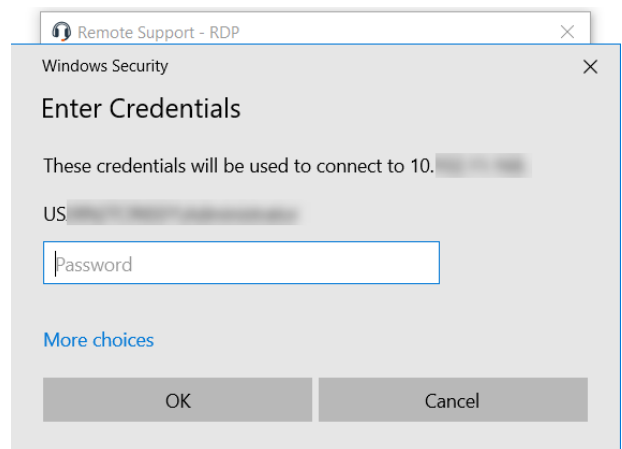 Remote Support - RDP
Windows Security
Enter Credentials
These credentials will be used to connect to 10.
US
Password
More choices
OK Cancel